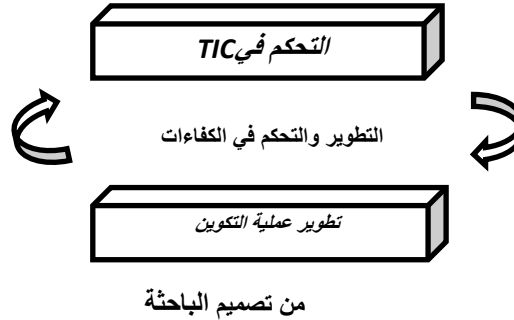 التحكم فيTIC
التطوير والتحكم في الكفاءات
تطوير عملية التكوين
من تصميم الباحثة